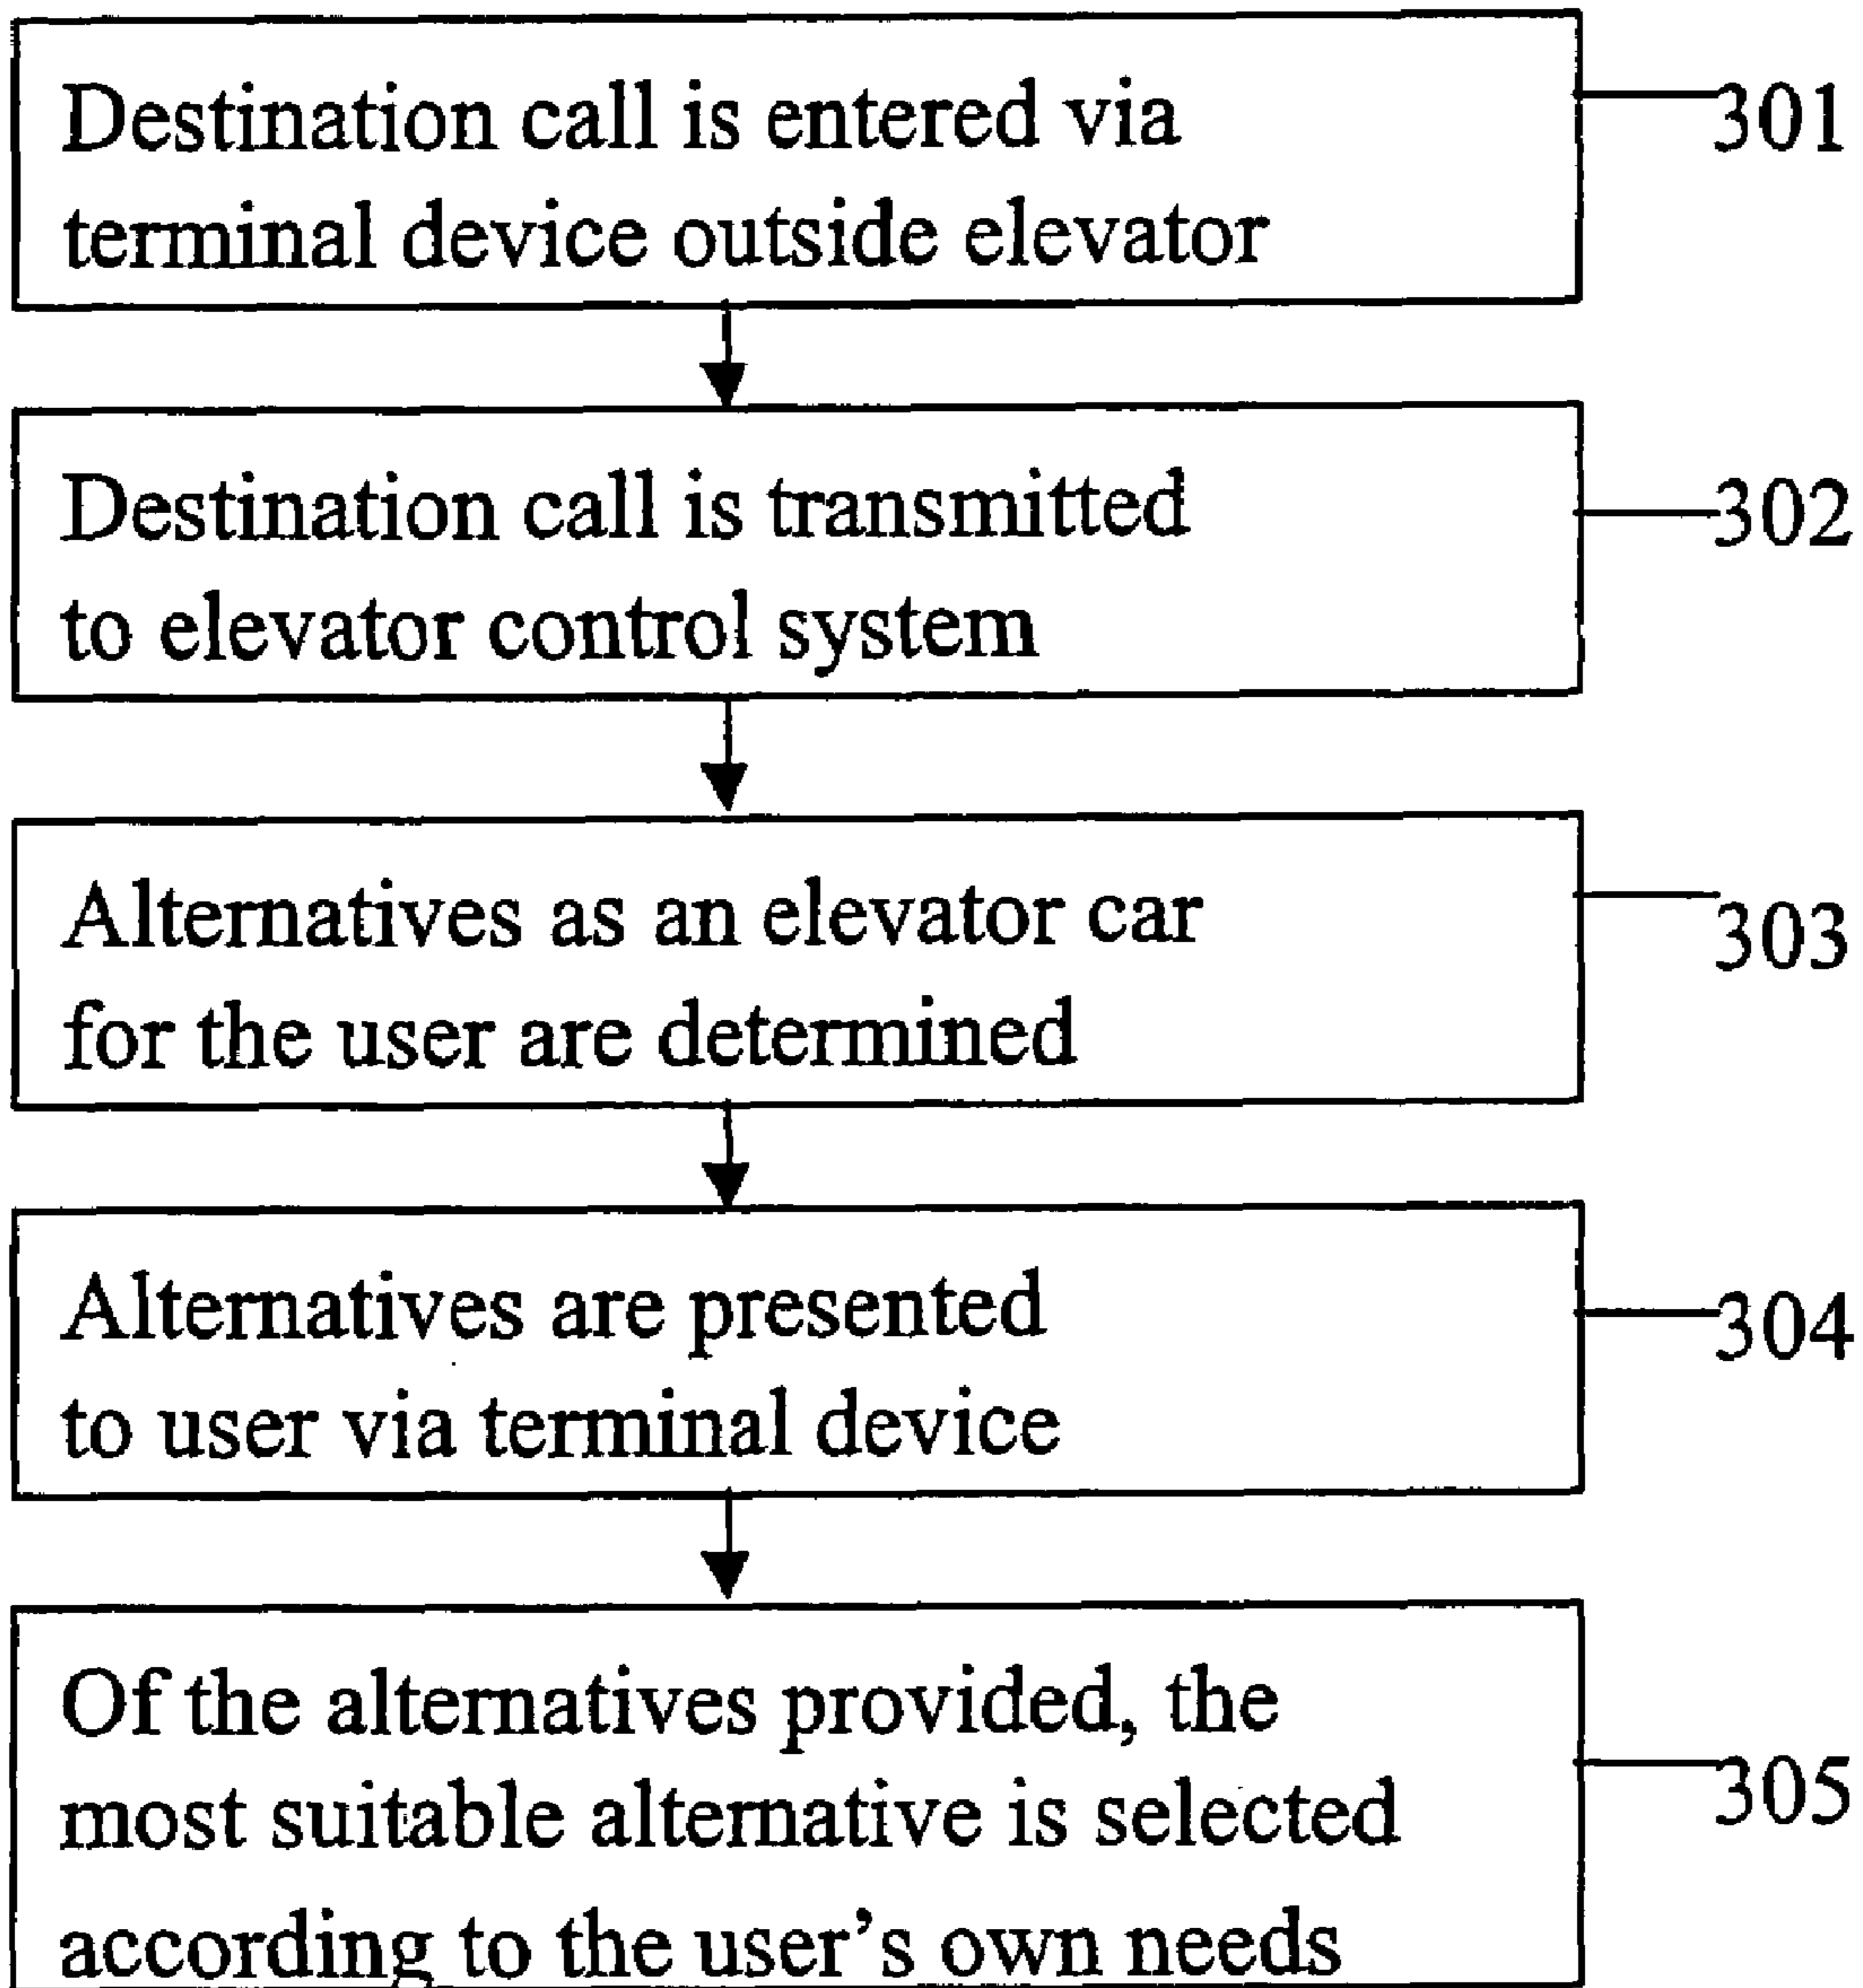 Destination call is entered via
terminal device outside elevator
301
Destination call is transmitted
to elevator control system
302
Alternatives as an elevator car
for the user are determined
303
Alternatives are presented
to user via terminal device
304
Of the alternatives provided, the
most suitable alternative is selected
according to the user's own needs
305